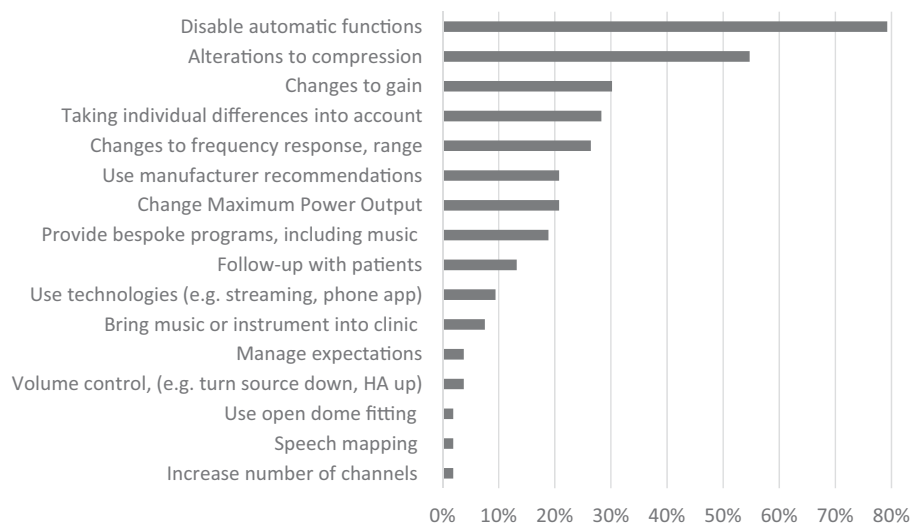 Disable automatic functions
Alterations to compression
Changes to gain
Taking individual differences into account
Changes to frequency response, range
Use manufacturer recommendations
Change Maximum Power Output
Provide bespoke programs, including music
Follow-up with patients
Use technologies (e.g. streaming, phone app)
Bring music or instrument into clinic
Manage expectations
Volume control, (e.g. turn source down, HA up)
Use open dome fitting
Speech mapping
Increase number of channels
0% 10% 20% 30% 40% 50% 60% 70% 80%